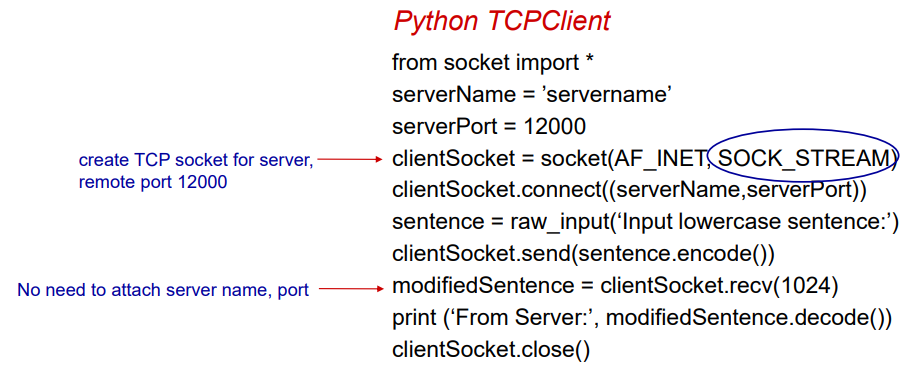 Python TCPClient
from socket import *
serverName = ’servername’
serverPort = 12000
create TCP socket for server,
remote port 12000
clientSocket = socket(AF_INET, SOCK_STREAM)
clientSocket.connect((serverName,serverPort))
sentence = raw_input(‘Input lowercase sentence:’)
clientSocket.send(sentence.encode())
No need to attach server name, port
modifiedSentence = clientSocket.recv(1024)
print (‘From Server:’, modifiedSentence.decode())
clientSocket.close()